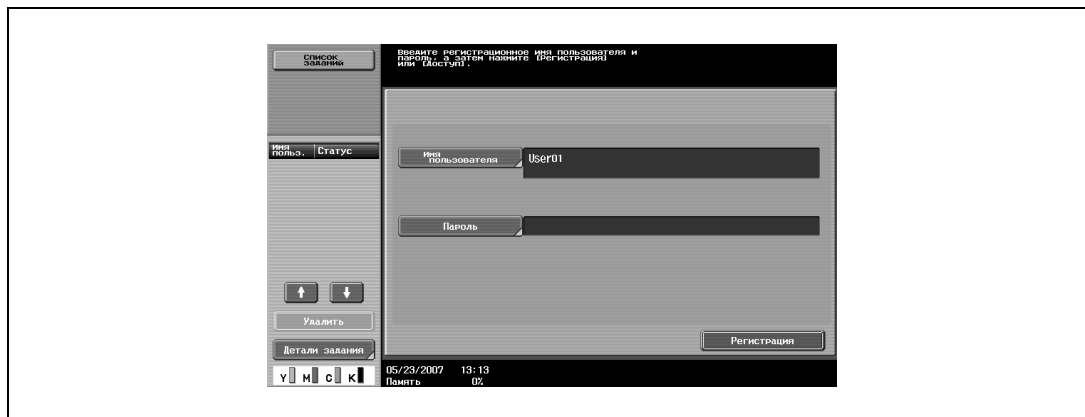 Список
заданий
Введите регистрационное имя пользователя и
пароль, а затем нажмите [Регистрация]
или [Доступ].
Имя
польз.
Статус
Имя
пользователя
User01
Пароль
Удалить
Детали задания
Регистрация
Y M C K
05/23/2007 13:13
Память 0%